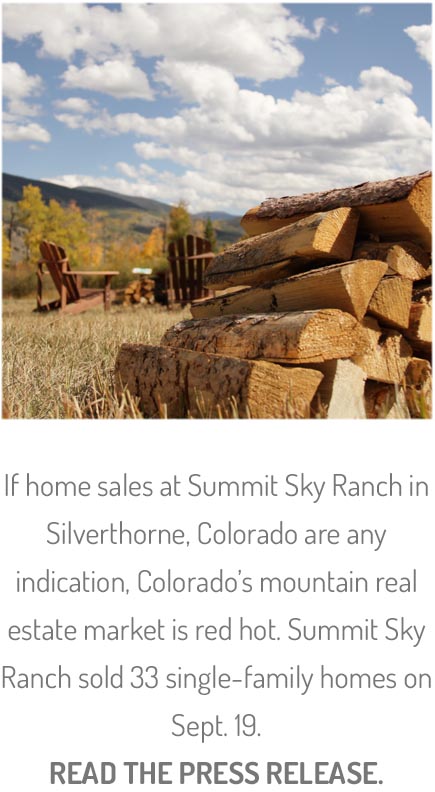 If home sales at Summit Sky Ranch in
Silverthorne, Colorado are any
indication, Colorado's mountain real
estate market is red hot. Summit Sky
Ranch sold 33 single-family homes on
Sept. 19.
READ THE PRESS RELEASE.